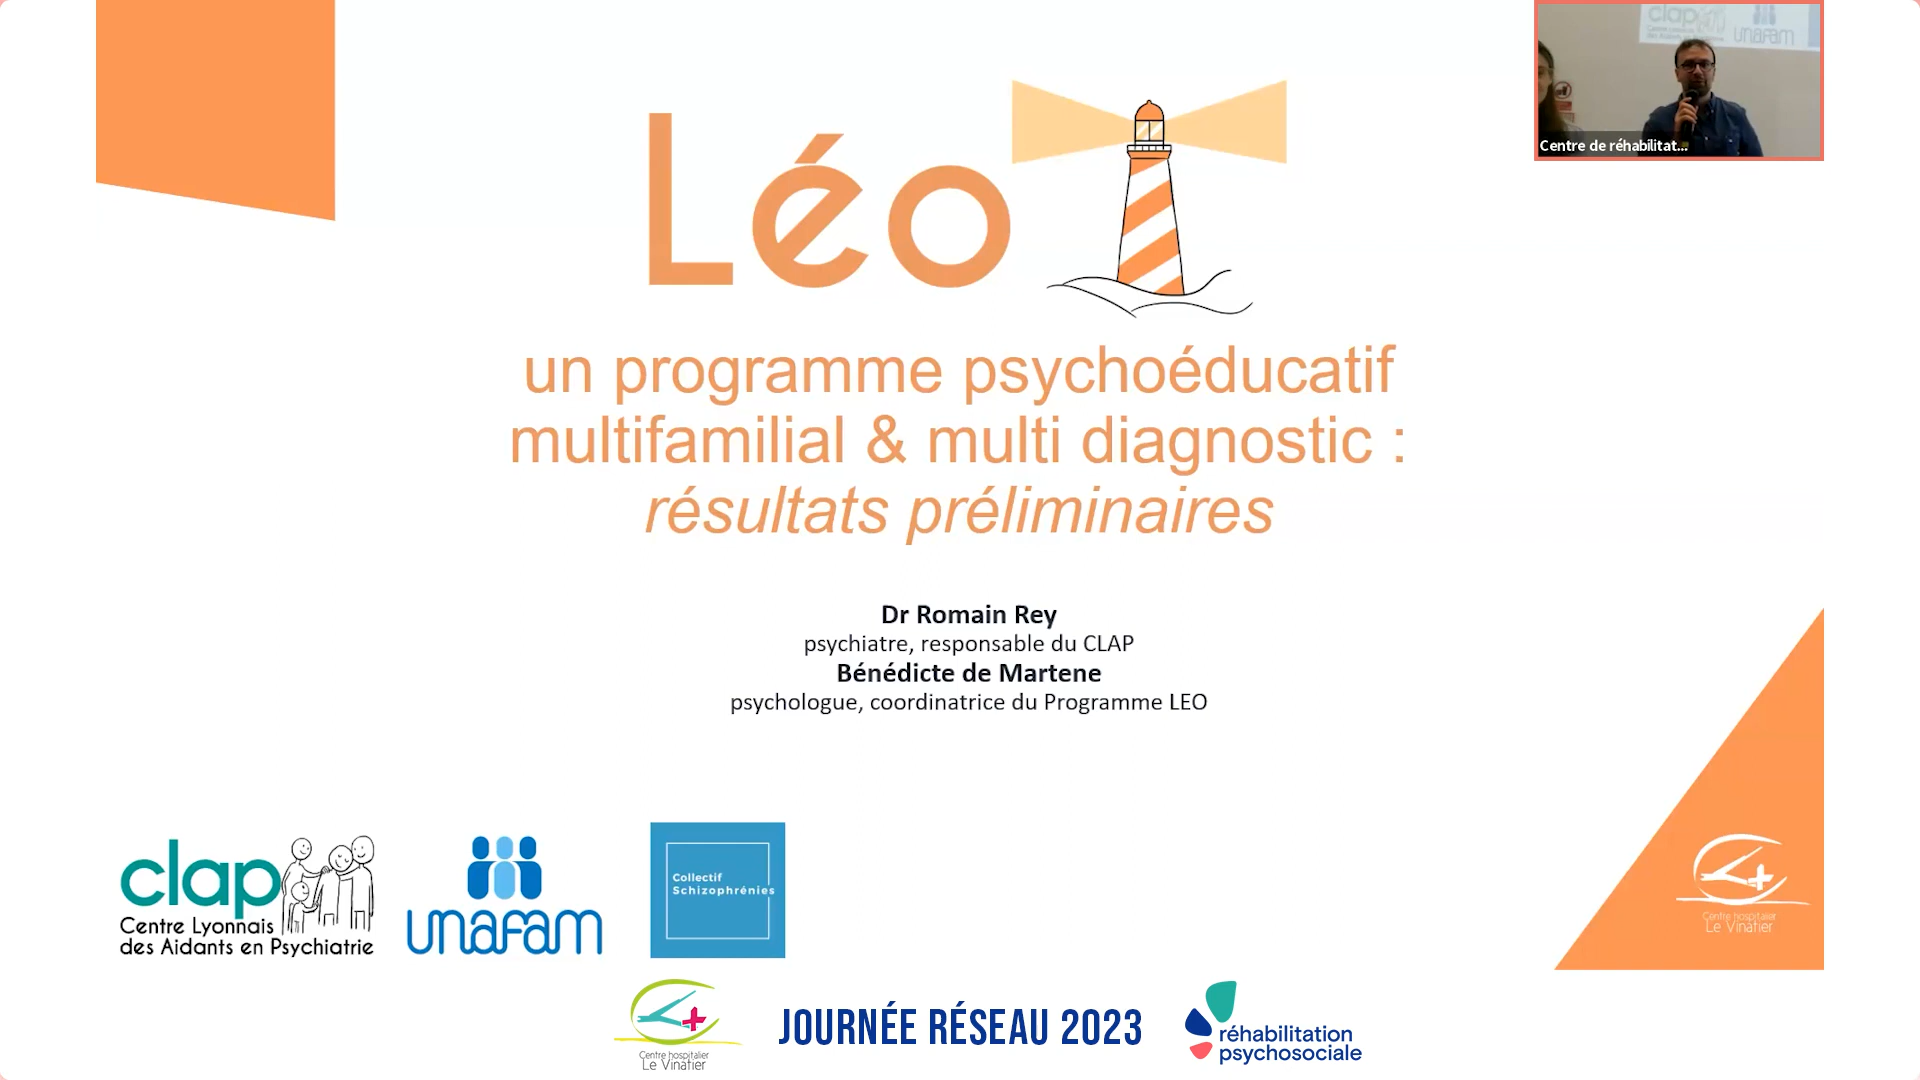 Léo
un programme psychoéducatif
multifamilial & multi diagnostic :
résultats préliminaires
Dr Romain Rey
psychiatre, responsable du CLAP
Bénédicte de Martene
psychologue, coordinatrice du Programme LEO
clap
Centre Lyonnais
des Aidants en Psychiatrie
unafam
Collectif
Schizophrénies
Centre hospitalier
Le Vinatier
Centre hospitalier
Le Vinatier
JOURNÉE RÉSEAU 2023
réhabilitation
psychosociale
clap
unafam
Centre de réhabilitat...